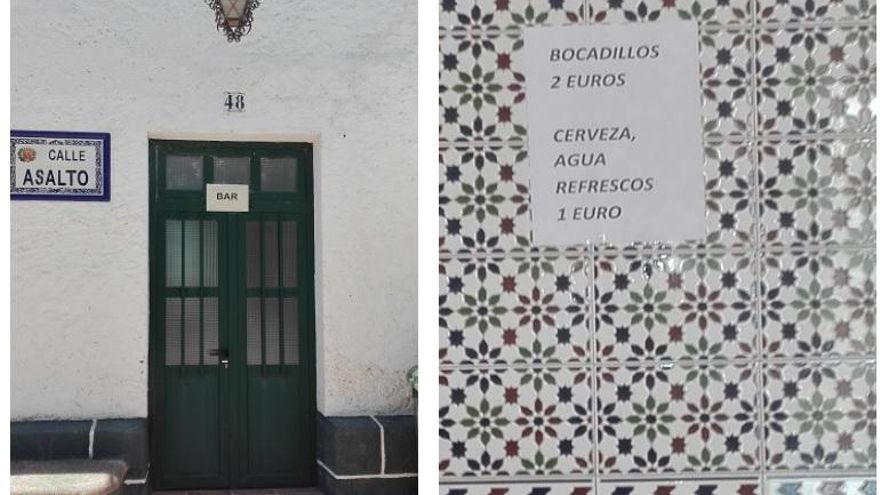 48
CALLE
ASALTO
BAR
BOCADILLOS
2 EUROS
CERVEZA,
AGUA
REFRESCOS
1 EURO